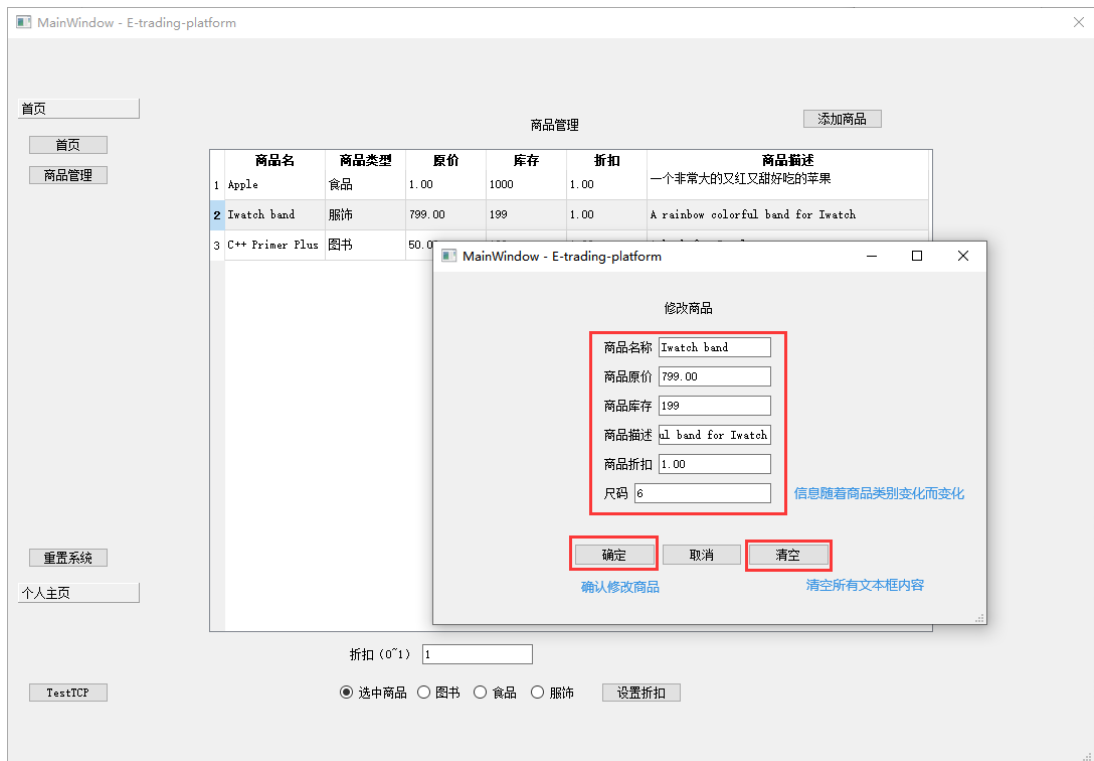 MainWindow - E-trading-platform
首页
首页
商品管理
商品管理
添加商品
商品名 商品类型 原价 库存 折扣 商品描述
1 Apple 食品 1.00 1000 1.00 一个非常大的又红又甜好吃的苹果
2 Iwatch band 服饰 799.00 199 1.00 A rainbow colorful band for Iwatch
3 C++ Primer Plus 图书 50.0
MainWindow - E-trading-platform
修改商品
商品名称 Iwatch band
商品原价 799.00
商品库存 199
商品描述 ul band for Iwatch
商品折扣 1.00
尺码 6 信息随着商品类别变化而变化
确定 取消 清空
确认修改商品 清空所有文本框内容
重置系统
个人主页
折扣（0~1） 1
TestTCP
选中商品 图书 食品 服饰 设置折扣